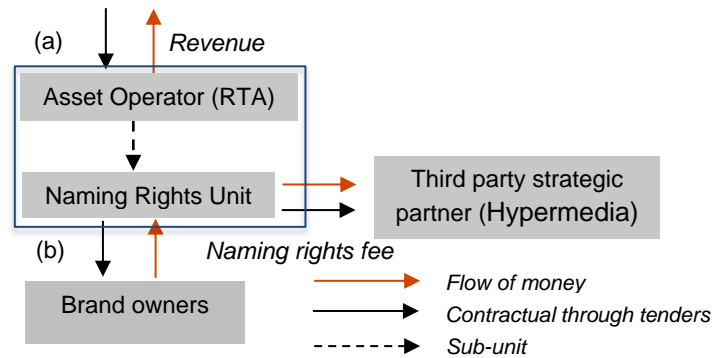 (a)
Revenue
Asset Operator (RTA)
Naming Rights Unit
Third party strategic
partner (Hypermedia)
(b)
Naming rights fee
Brand owners
Flow of money
Contractual through tenders
Sub-unit